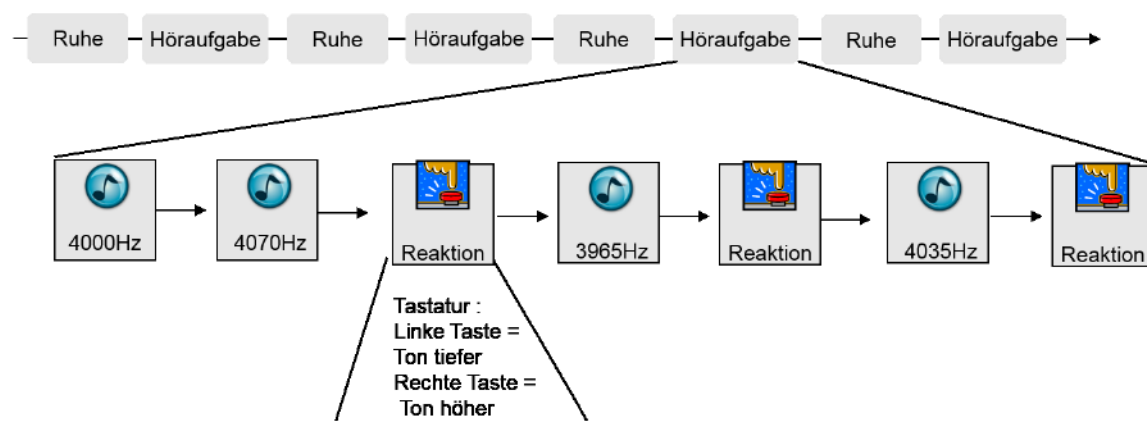 Ruhe Höraufgabe Ruhe Höraufgabe Ruhe Höraufgabe Ruhe Höraufgabe
4000Hz 4070Hz Reaktion 3965Hz Reaktion 4035Hz Reaktion
Tastatur :
Linke Taste =
Ton tiefer
Rechte Taste =
Ton höher